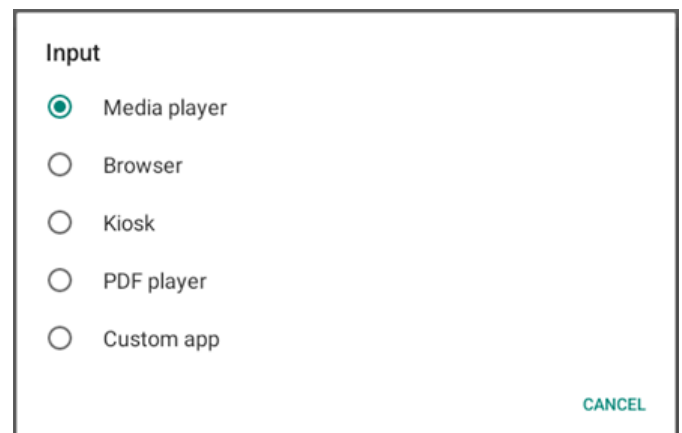 Input
Media player
Browser
Kiosk
PDF player
Custom app
CANCEL